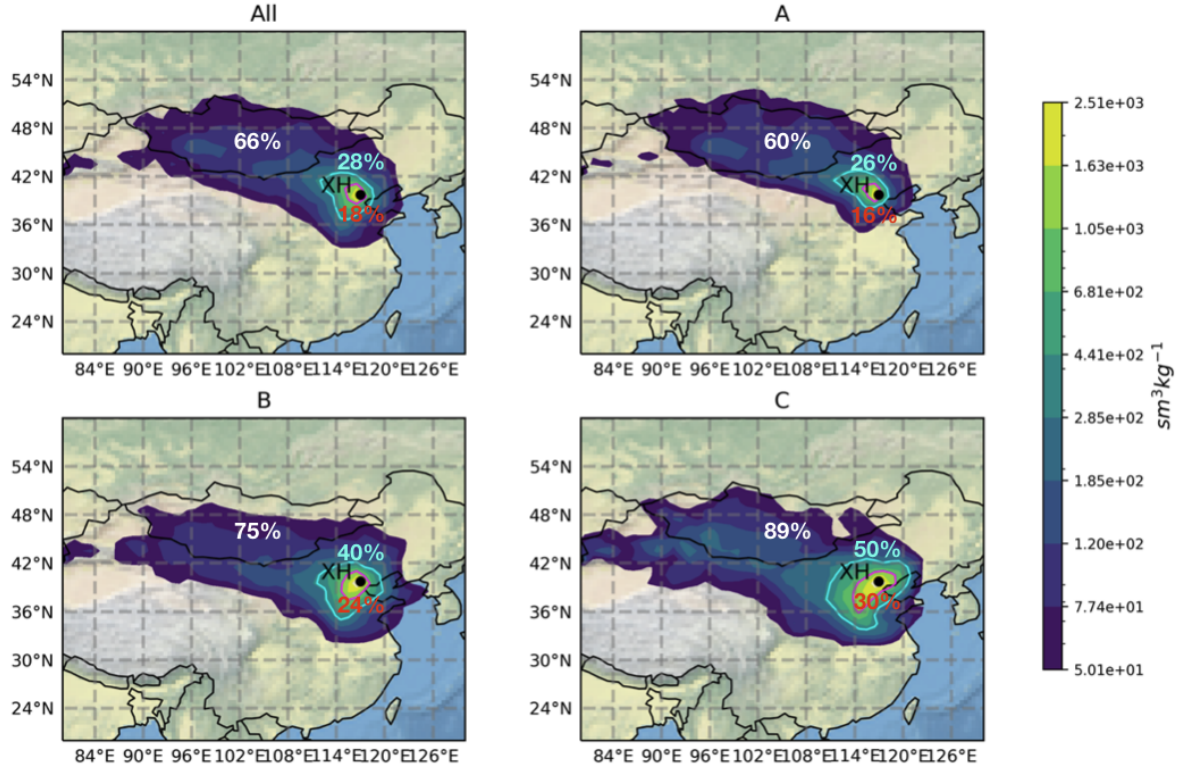 All
54°N
48°N
42°N
36°N
30°N
24°N
66%
28%
XH
18%
84°E 90°E 96°E 102°E 108°E 114°E 120°E 126°E
A
54°N
48°N
42°N
36°N
30°N
24°N
60%
26%
XH
16%
84°E 90°E 96°E 102°E 108°E 114°E 120°E 126°E
B
54°N
48°N
42°N
36°N
30°N
24°N
75%
40%
XH
24%
84°E 90°E 96°E 102°E 108°E 114°E 120°E 126°E
C
54°N
48°N
42°N
36°N
30°N
24°N
89%
50%
XH
30%
84°E 90°E 96°E 102°E 108°E 114°E 120°E 126°E
2.51e+03
1.63e+03
1.05e+03
6.81e+02
4.41e+02
2.85e+02
1.85e+02
1.20e+02
7.74e+01
5.01e+01
sm³kg⁻¹